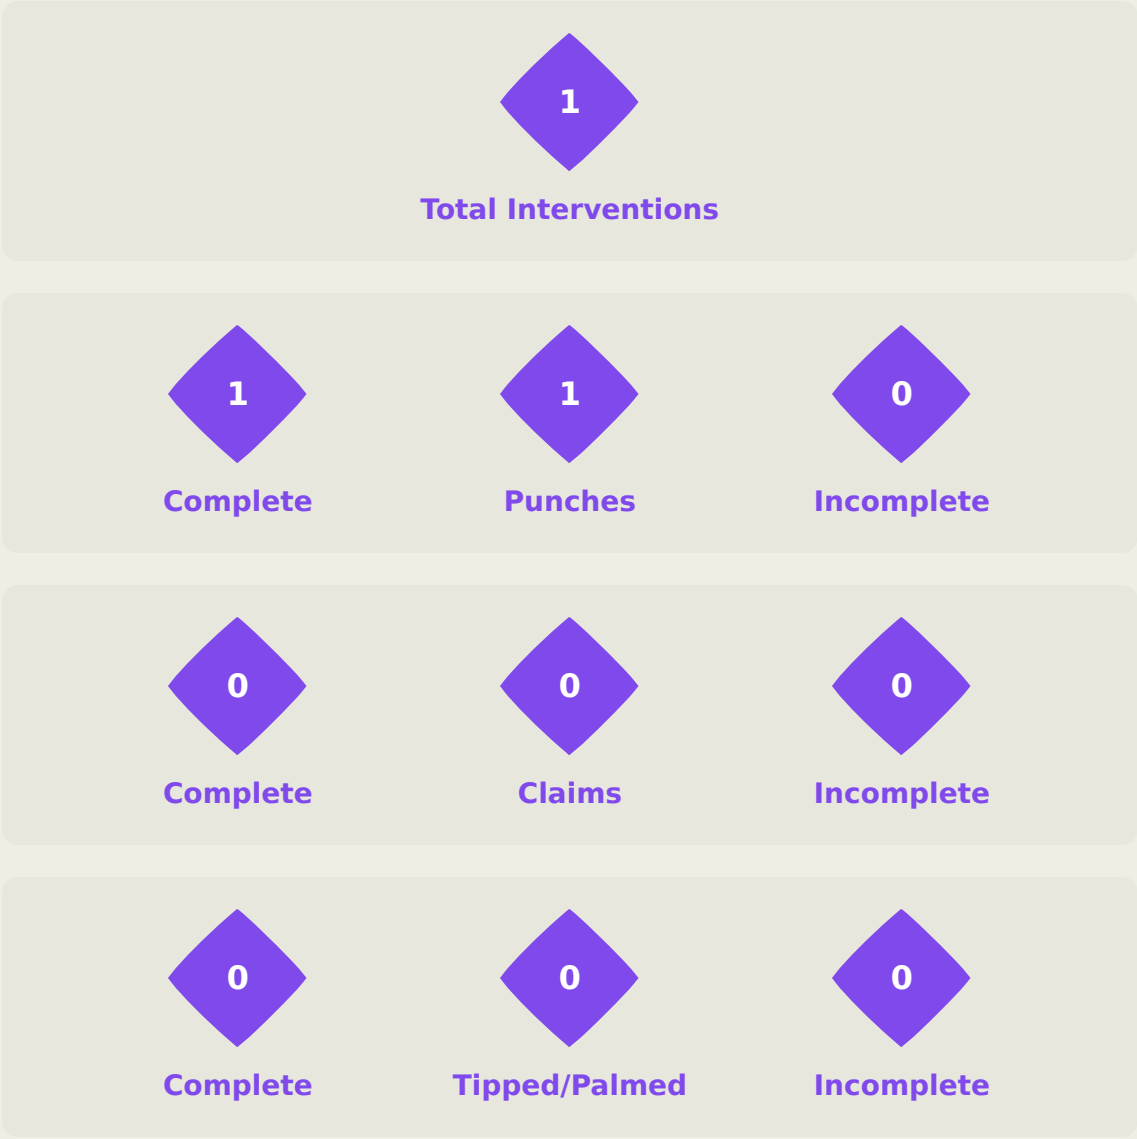 1
Total Interventions
1 1 0
Complete Punches Incomplete
0 0 0
Complete Claims Incomplete
0 0 0
Complete Tipped/Palmed Incomplete